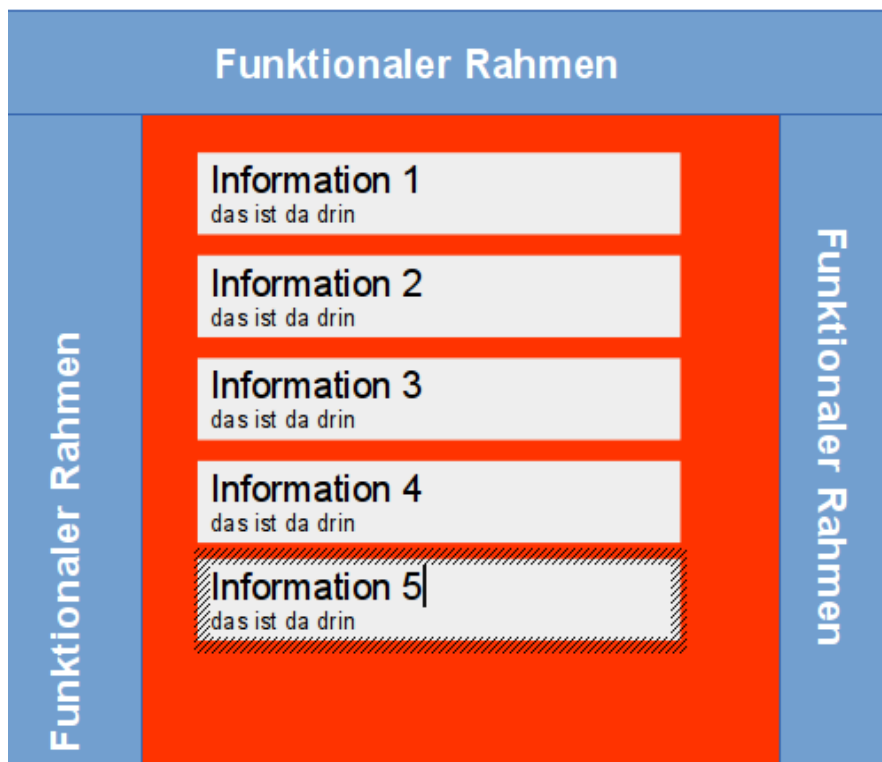 Funktionaler Rahmen
Funktionaler Rahmen
Information 1
das ist da drin
Information 2
das ist da drin
Information 3
das ist da drin
Information 4
das ist da drin
Information 5
das ist da drin
Funktionaler Rahmen